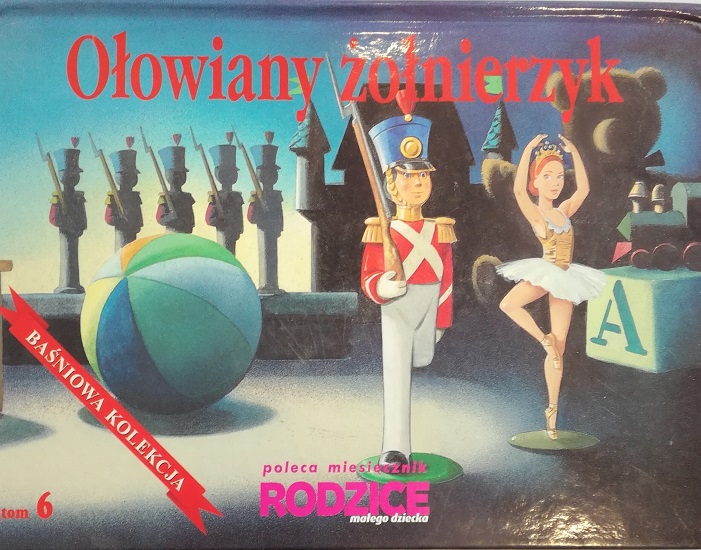 Ołowiany żołnierzyk
A
BAŚNIOWA KOLEKCJA
poleca miesięcznik
RODZICE
małego dziecka
tom 6